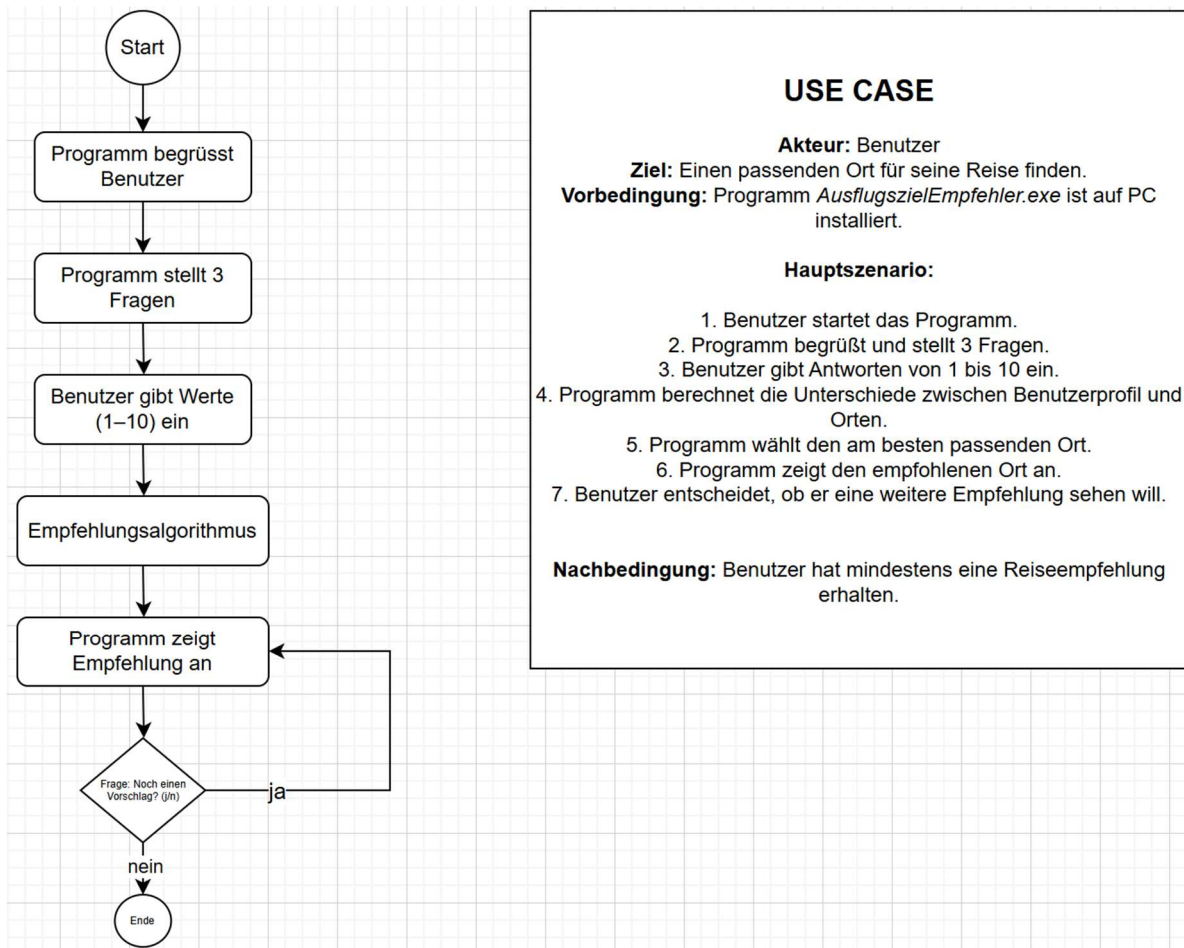 Start
Programm begrüsst
Benutzer
Programm stellt 3
Fragen
Benutzer gibt Werte
(1–10) ein
Empfehlungsalgorithmus
Programm zeigt
Empfehlung an
Frage: Noch einen
Vorschlag? (j/n)
ja
nein
Ende
USE CASE
Akteur: Benutzer
Ziel: Einen passenden Ort für seine Reise finden.
Vorbedingung: Programm AusflugszielEmpfehler.exe ist auf PC
installiert.
Hauptszenario:
1. Benutzer startet das Programm.
2. Programm begrüßt und stellt 3 Fragen.
3. Benutzer gibt Antworten von 1 bis 10 ein.
4. Programm berechnet die Unterschiede zwischen Benutzerprofil und
Orten.
5. Programm wählt den am besten passenden Ort.
6. Programm zeigt den empfohlenen Ort an.
7. Benutzer entscheidet, ob er eine weitere Empfehlung sehen will.
Nachbedingung: Benutzer hat mindestens eine Reiseempfehlung
erhalten.